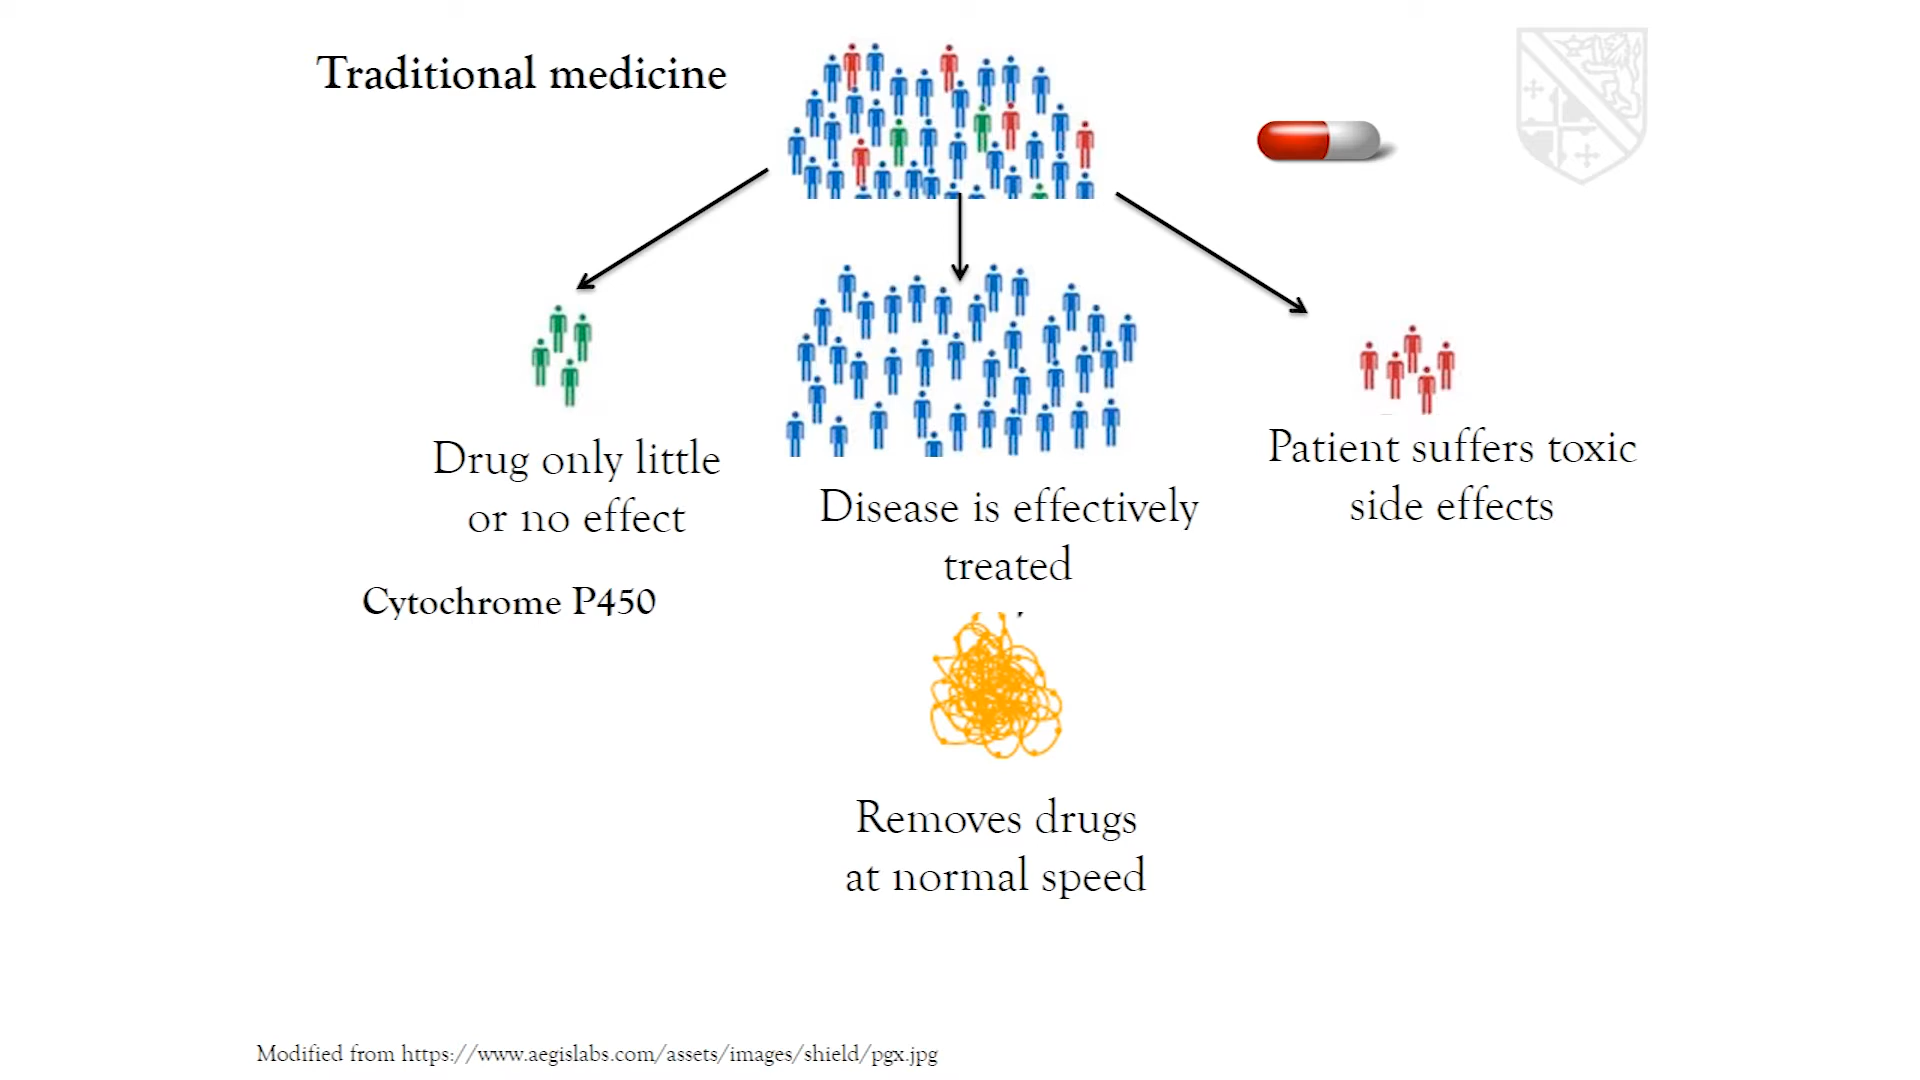 Traditional medicine
Drug only little
or no effect
Disease is effectively
treated
Patient suffers toxic
side effects
Cytochrome P450
Removes drugs
at normal speed
Modified from https://www.aegislabs.com/assets/images/shield/pgx.jpg